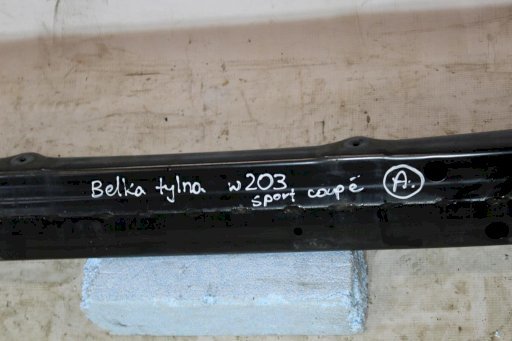 Belka tylna w203
sport coupé
A.